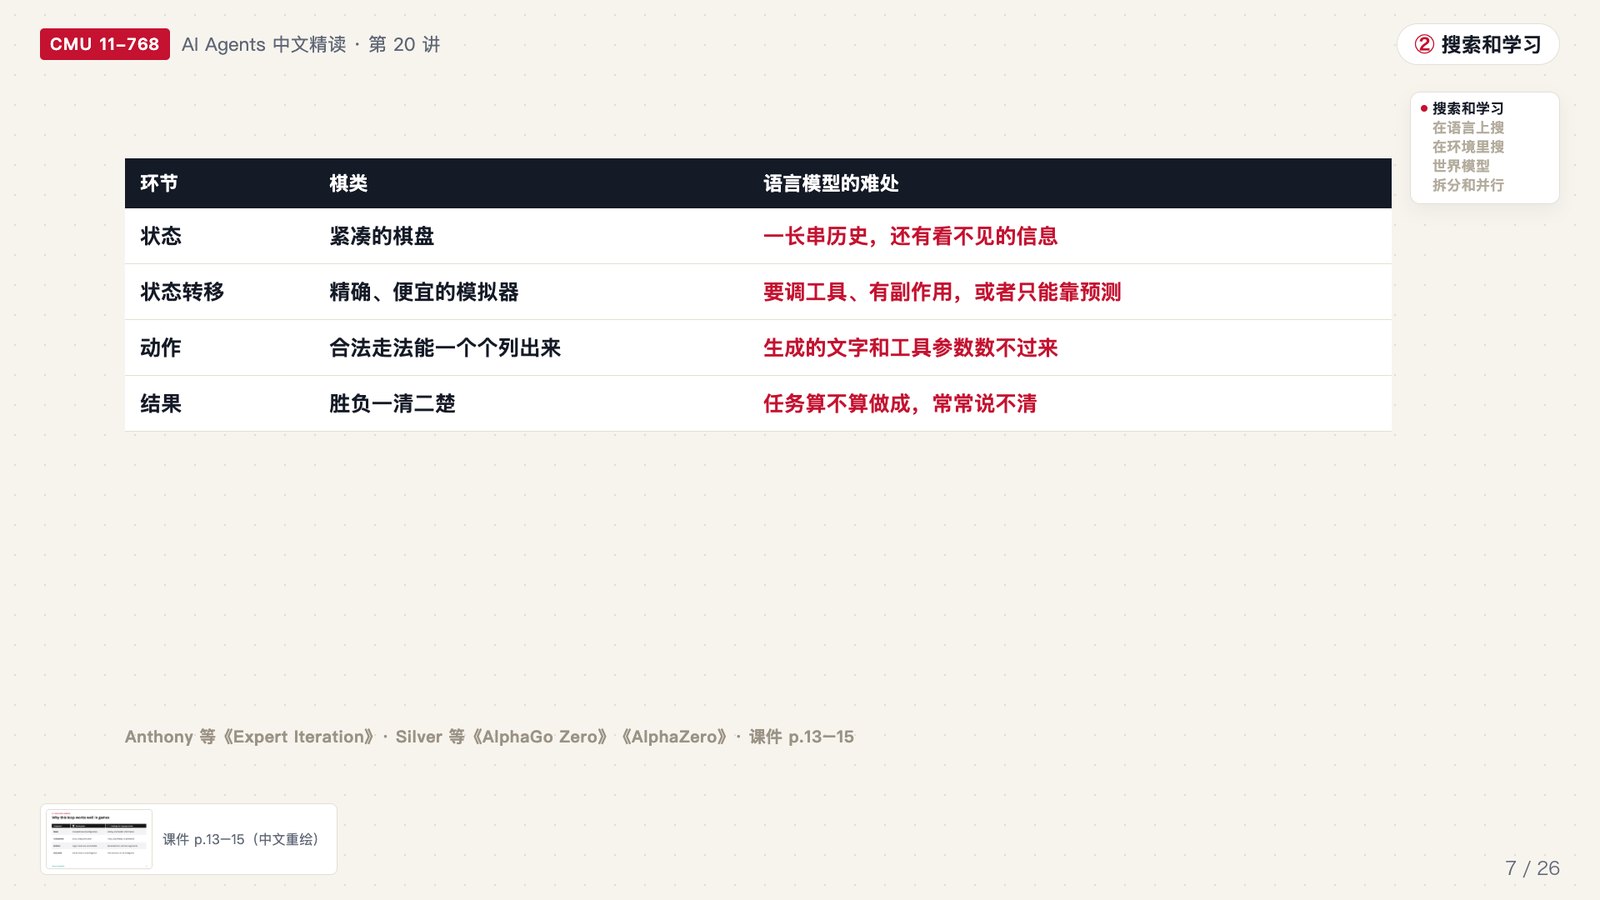 CMU 11-768 AI Agents 中文精读 · 第 20 讲
② 搜索和学习
搜索和学习
在语言上搜
在环境里搜
世界模型
拆分和并行
环节 棋类 语言模型的难处
状态 紧凑的棋盘 一长串历史，还有看不见的信息
状态转移 精确、便宜的模拟器 要调工具、有副作用，或者只能靠预测
动作 合法走法能一个个列出来 生成的文字和工具参数数不过来
结果 胜负一清二楚 任务算不算做成，常常说不清
Anthony 等《Expert Iteration》 · Silver 等《AlphaGo Zero》《AlphaZero》 · 课件 p.13–15
Why this loop works well in games
课件 p.13–15（中文重绘）
7 / 26